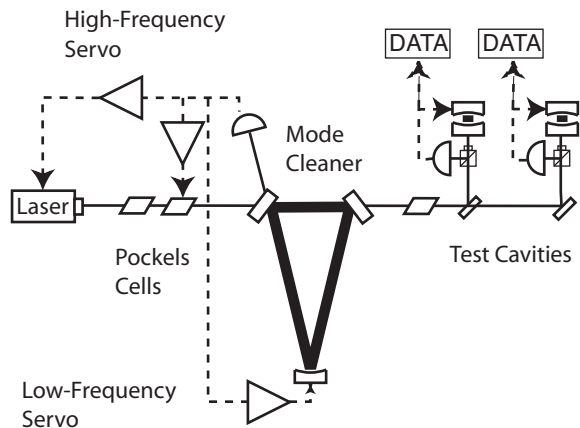 High-Frequency
Servo
DATA
DATA
Mode
Cleaner
Laser
Pockels
Cells
Test Cavities
Low-Frequency
Servo